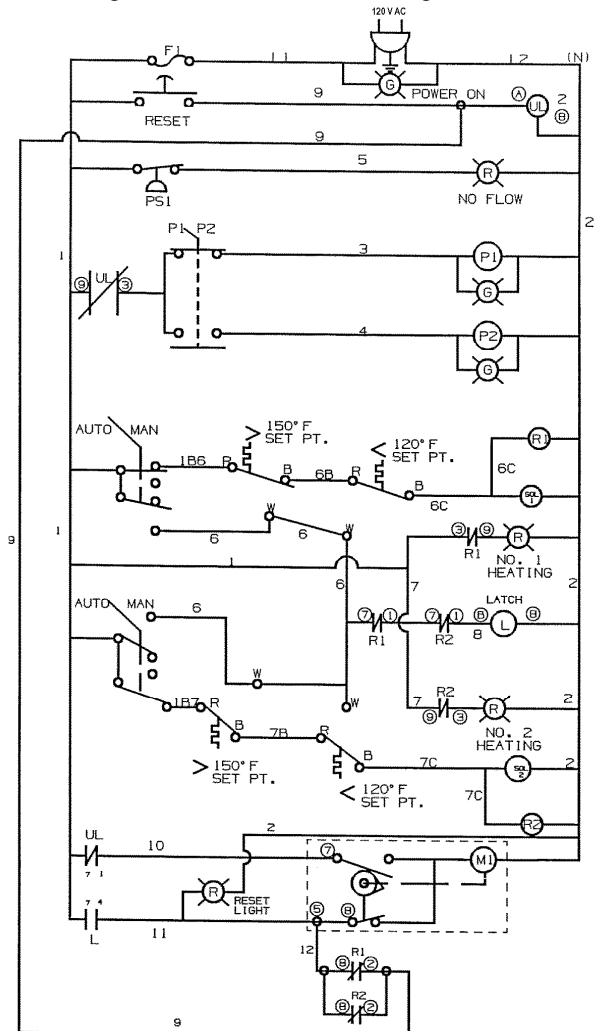 120 V AC
F1 11 12 (N)
G POWER ON
RESET 9 A UL 2 B
9
PS1 5 R
NO FLOW
2
1
P1 P2 3 P1
G
9 UL 3
4 P2
G
AUTO MAN
>150°F
SET PT.
<120°F
SET PT.
R1
1B6 R B 6B R B 6C
6C SOL 1
W
6 6 W
1
9
1
3 9 R
R1
NO. 1
HEATING
6 7 2
LATCH
AUTO MAN 6
7 1 7 1 B L B
R1 R2 8
W
W
1B7 R
7 R2 R 2
9 3
NO. 2
HEATING
B 7B R B 7C SOL 2 2
>150°F
SET PT.
<120°F
SET PT.
7C
R2
2
UL 10 7 M1
7 1
R RESET
LIGHT
7 4
L 11 5 8
12
R1
8 2
R2
8 2
9